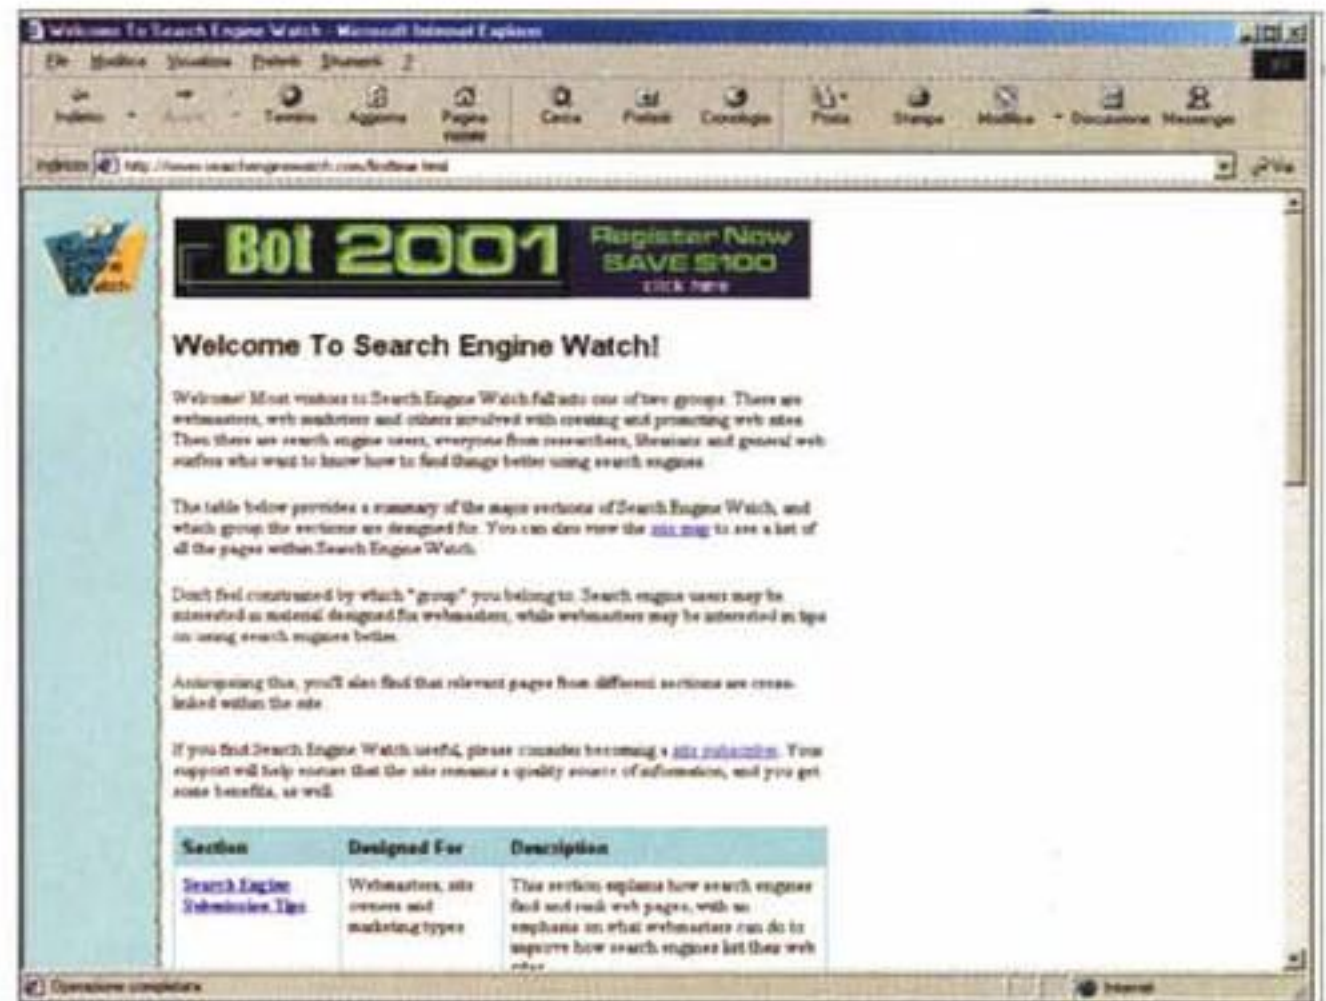 Welcome To Search Engine Watch - Microsoft Internet Explorer
File Modifica Visualizza Preferiti Strumenti ?
Indietro Avanti Termina Aggiorna Pagina iniziale Cerca Preferiti Cronologia Posta Stampa Modifica Discussione Messenger
Indirizzo http://www.searchenginewatch.com/firsttime.html Vai
Bot 2001 Register Now
SAVE $100
click here
Watch
Welcome To Search Engine Watch!
Welcome! Most visitors to Search Engine Watch fall into one of two groups. There are
webmasters, web marketers and others involved with creating and promoting web sites.
Then there are search engine users, everyone from researchers, librarians and general web
surfers who want to know how to find things better using search engines.
The table below provides a summary of the major sections of Search Engine Watch, and
which group the sections are designed for. You can also view the site map to see a list of
all the pages within Search Engine Watch.
Don't feel constrained by which "group" you belong to. Search engine users may be
interested in material designed for webmasters, while webmasters may be interested in tips
on using search engines better.
Anticipating this, you'll also find that relevant pages from different sections are cross-
linked within the site.
If you find Search Engine Watch useful, please consider becoming a site subscriber. Your
support will help ensure that the site remains a quality source of information, and you get
some benefits, as well.
Section Designed For Description
Search Engine Webmasters, site This section explains how search engines
Submission Tips owners and find and rank web pages, with an
marketing types emphasis on what webmasters can do to
improve how search engines list their web
sites.
Operazione completata Internet